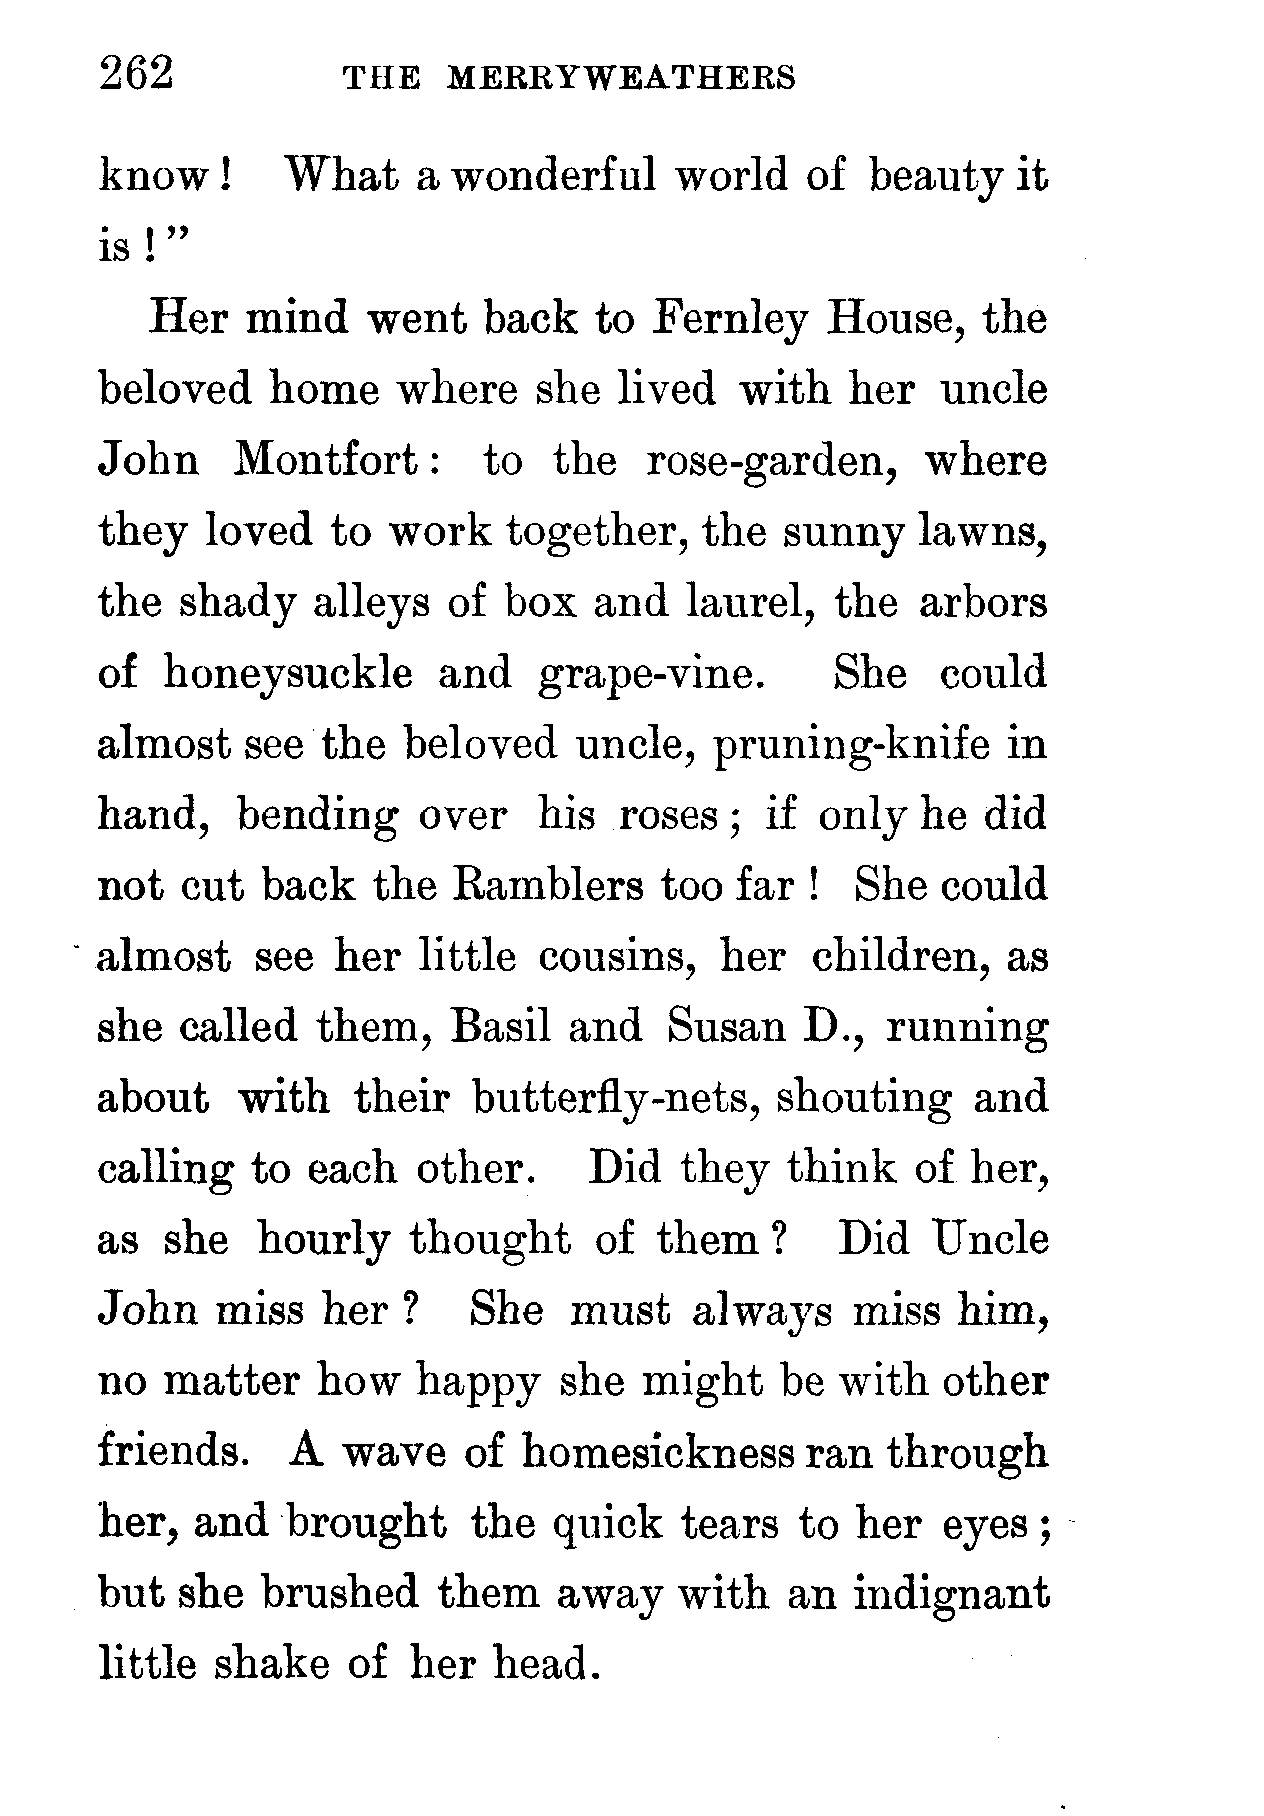 262 THE MERRYWEATHERS
know! What a wonderful world of beauty it
is!”
Her mind went back to Fernley House, the
beloved home where she lived with her uncle
John Montfort: to the rose-garden, where
they loved to work together, the sunny lawns,
the shady alleys of box and laurel, the arbors
of honeysuckle and grape-vine. She could
almost see the beloved uncle, pruning-knife in
hand, bending over his roses; if only he did
not cut back the Ramblers too far! She could
almost see her little cousins, her children, as
she called them, Basil and Susan D., running
about with their butterfly-nets, shouting and
calling to each other. Did they think of her,
as she hourly thought of them? Did Uncle
John miss her? She must always miss him,
no matter how happy she might be with other
friends. A wave of homesickness ran through
her, and brought the quick tears to her eyes;
but she brushed them away with an indignant
little shake of her head.